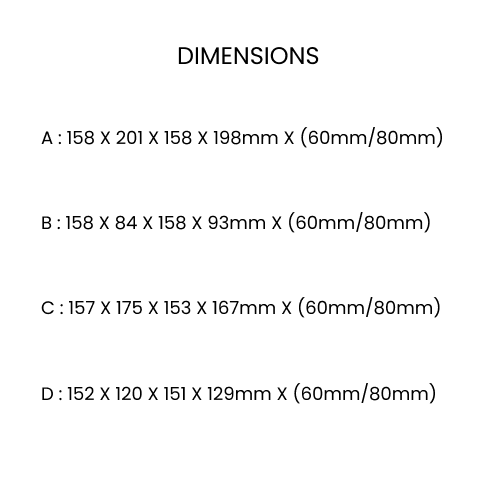 DIMENSIONS
A : 158 X 201 X 158 X 198mm X (60mm/80mm)
B : 158 X 84 X 158 X 93mm X (60mm/80mm)
C : 157 X 175 X 153 X 167mm X (60mm/80mm)
D : 152 X 120 X 151 X 129mm X (60mm/80mm)